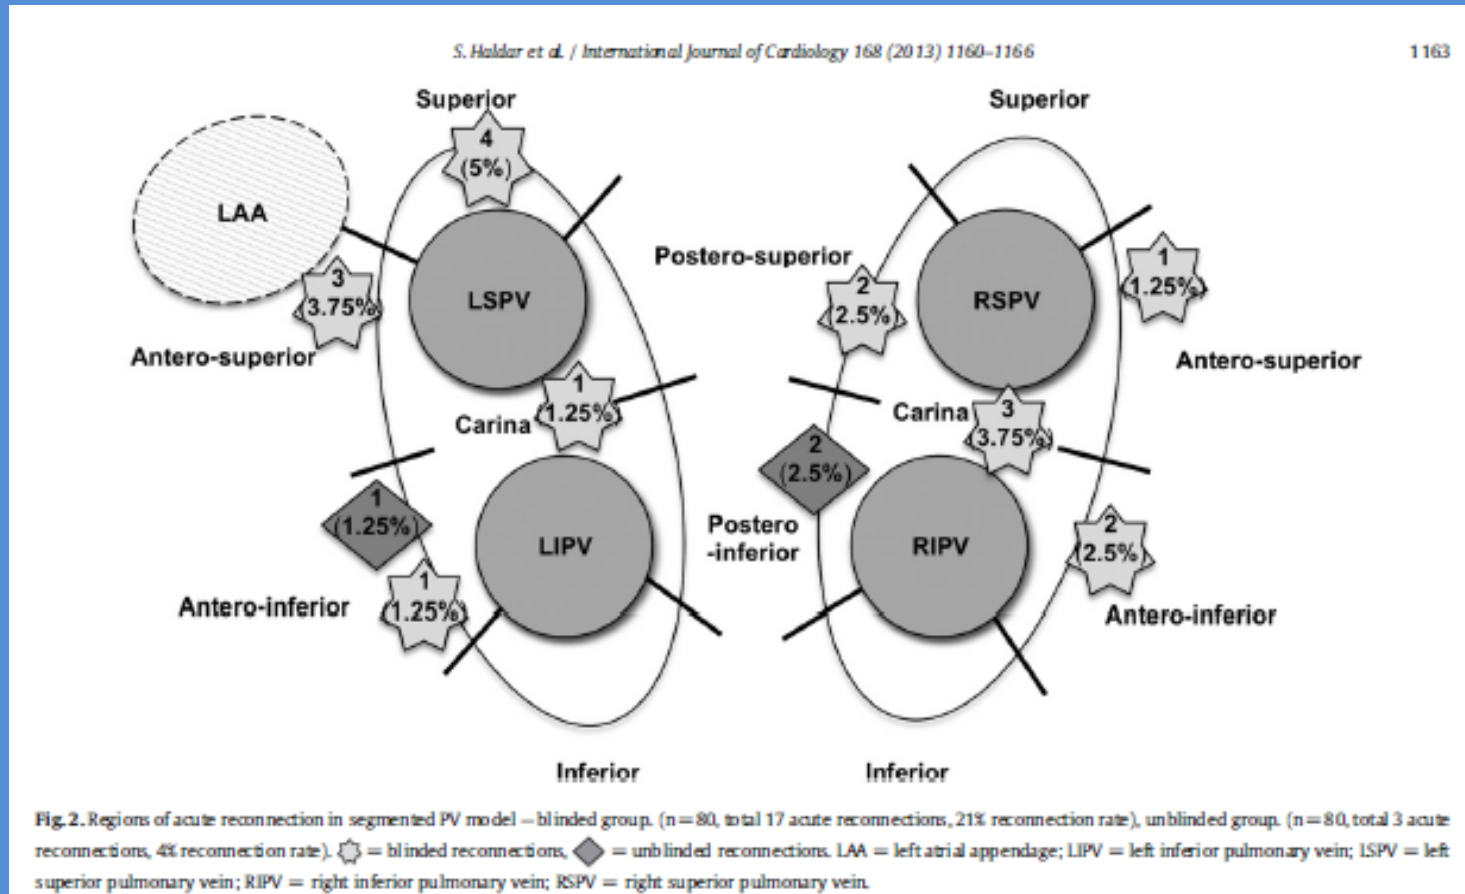 S. Haldar et al. / International Journal of Cardiology 168 (2013) 1160–1166
1163
Superior
Superior
4
(5%)
LAA
Postero-superior
1
(1.25%)
3
(3.75%)
LSPV
2
(2.5%)
RSPV
Antero-superior
Antero-superior
1
(1.25%)
Carina
Carina
3
(3.75%)
2
(2.5%)
1
(1.25%)
Postero
-inferior
2
(2.5%)
LIPV
RIPV
Antero-inferior
1
(1.25%)
Antero-inferior
Inferior
Inferior
Fig. 2. Regions of acute reconnection in segmented PV model – blinded group. (n=80, total 17 acute reconnections, 21% reconnection rate), unblinded group. (n=80, total 3 acute
reconnections, 4% reconnection rate). = blinded reconnections, = unblinded reconnections. LAA = left atrial appendage; LIPV = left inferior pulmonary vein; LSPV = left
superior pulmonary vein; RIPV = right inferior pulmonary vein; RSPV = right superior pulmonary vein.